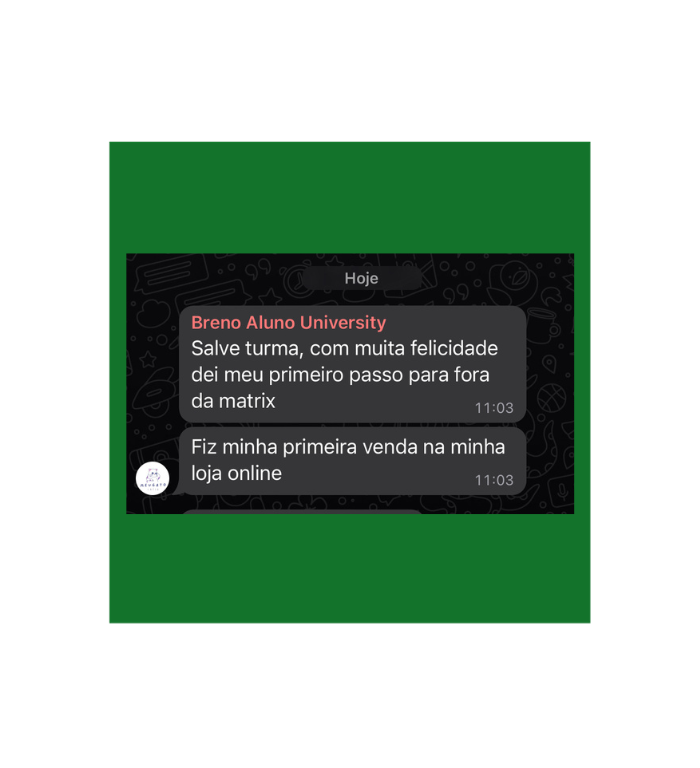 Hoje
Breno Aluno University
Salve turma, com muita felicidade
dei meu primeiro passo para fora
da matrix
11:03
Fiz minha primeira venda na minha
loja online
11:03